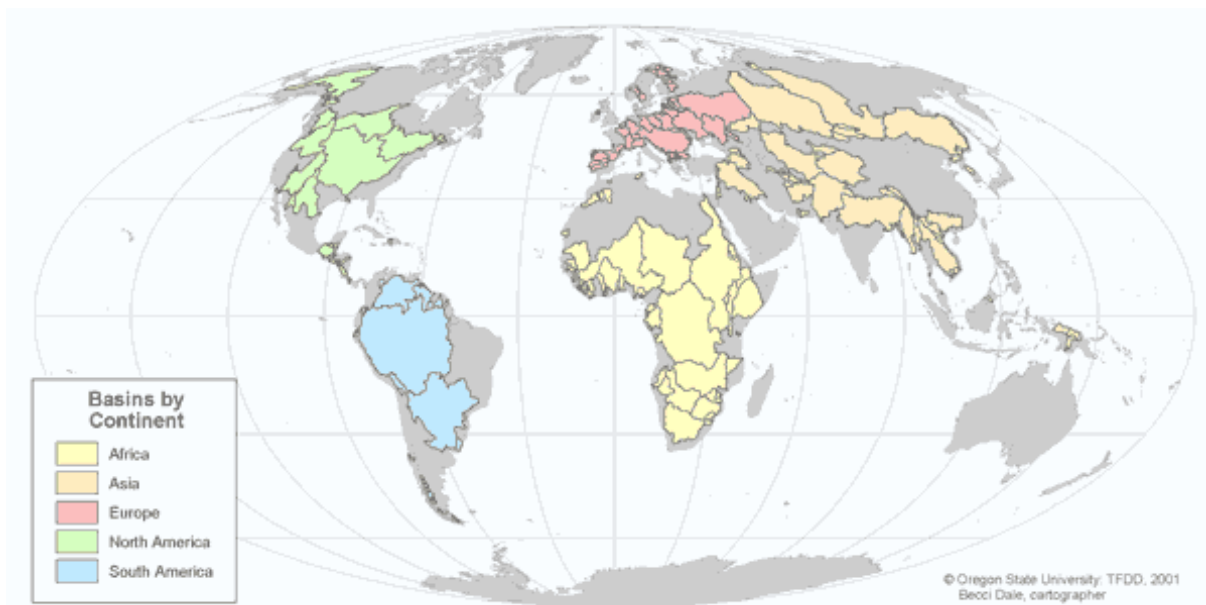 Basins by
Continent
Africa
Asia
Europe
North America
South America
© Oregon State University: TFDD, 2001
Becci Dale, cartographer